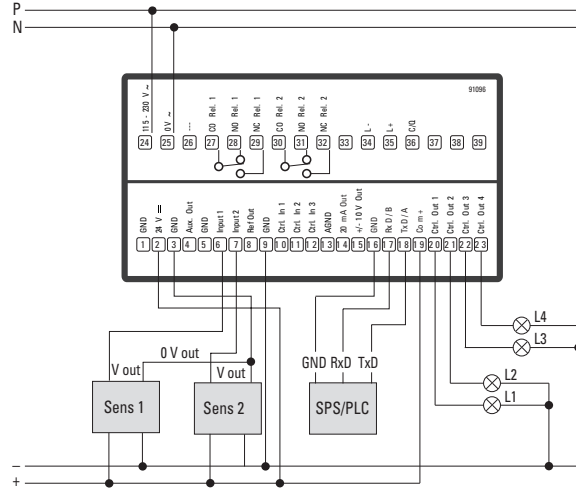 P
N
91096
115 - 230 V ~
0 V ~
---
CO Rel. 1
NO Rel. 1
NC Rel. 1
CO Rel. 2
NO Rel. 2
NC Rel. 2
L -
L+
C/Q
24 25 26 27 28 29 30 31 32 33 34 35 36 37 38 39
GND
24 V
GND
Aux. Out
GND
Input1
Input2
Ref Out
GND
Ctrl. In 1
Ctrl. In 2
Ctrl. In 3
AGND
20 mA Out
+/- 10 V Out
GND
RxD / B
TxD / A
Com +
Ctrl. Out 1
Ctrl. Out 2
Ctrl. Out 3
Ctrl. Out 4
1 2 3 4 5 6 7 8 9 10 11 12 13 14 15 16 17 18 19 20 21 22 23
L4
L3
0 V out
GND RxD TxD
V out
V out
L2
L1
Sens 1
Sens 2
SPS/PLC
–
+